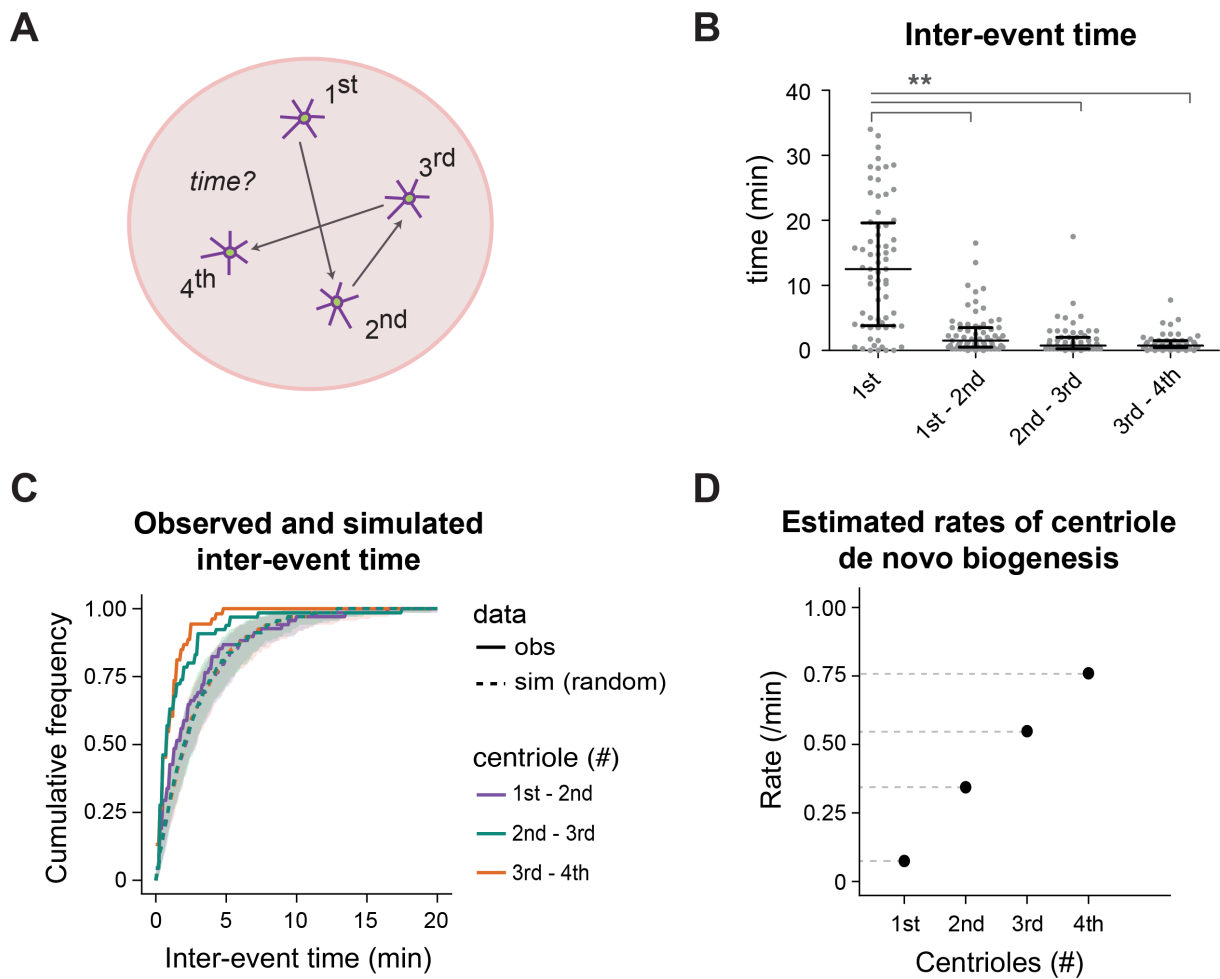 A
1st
time?
3rd
4th
2nd
B
Inter-event time
**
time (min)
40
30
20
10
0
1st
1st - 2nd
2nd - 3rd
3rd - 4th
C
Observed and simulated
inter-event time
Cumulative frequency
1.00
0.75
0.50
0.25
0
0
5
10
15
20
Inter-event time (min)
data
obs
sim (random)
centriole (#)
1st - 2nd
2nd - 3rd
3rd - 4th
D
Estimated rates of centriole
de novo biogenesis
Rate (/min)
1.00
0.75
0.50
0.25
0
1st
2nd
3rd
4th
Centrioles (#)